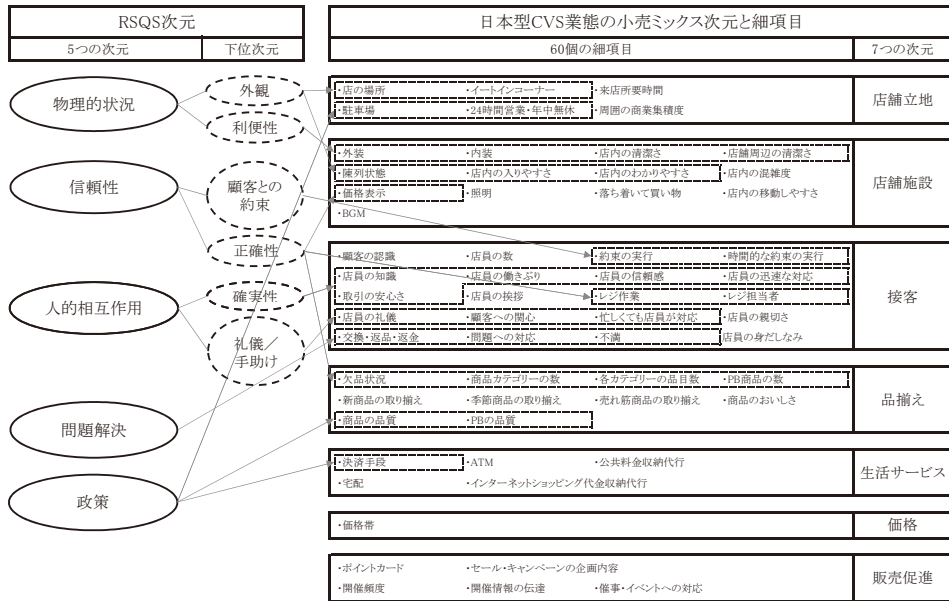 RSQS次元
5つの次元 下位次元
物理的状況
外観
利便性
信頼性
顧客との
約束
正確性
人的相互作用
確実性
礼儀／
手助け
問題解決
政策
日本型CVS業態の小売ミックス次元と細項目
60個の細項目 7つの次元
・店の場所 ・イートインコーナー ・来店所要時間
・駐車場 ・24時間営業・年中無休 ・周囲の商業集積度
店舗立地
・外装 ・内装 ・店内の清潔さ ・店舗周辺の清潔さ
・陳列状態 ・店内の入りやすさ ・店内のわかりやすさ ・店内の混雑度
・価格表示 ・照明 ・落ち着いて買い物 ・店内の移動しやすさ
・BGM
店舗施設
・顧客の認識 ・店員の数 ・約束の実行 ・時間的な約束の実行
・店員の知識 ・店員の働きぶり ・店員の信頼感 ・店員の迅速な対応
・取引の安心さ ・店員の挨拶 ・レジ作業 ・レジ担当者
・店員の礼儀 ・顧客への関心 ・忙しくても店員が対応 ・店員の親切さ
・交換・返品・返金 ・問題への対応 ・不満 店員の身だしなみ
接客
・欠品状況 ・商品カテゴリーの数 ・各カテゴリーの品目数 ・PB商品の数
・新商品の取り揃え ・季節商品の取り揃え ・売れ筋商品の取り揃え ・商品のおいしさ
・商品の品質 ・PBの品質
品揃え
・決済手段 ・ATM ・公共料金収納代行
・宅配 ・インターネットショッピング代金収納代行
生活サービス
・価格帯
価格
・ポイントカード ・セール・キャンペーンの企画内容
・開催頻度 ・開催情報の伝達 ・催事・イベントへの対応
販売促進